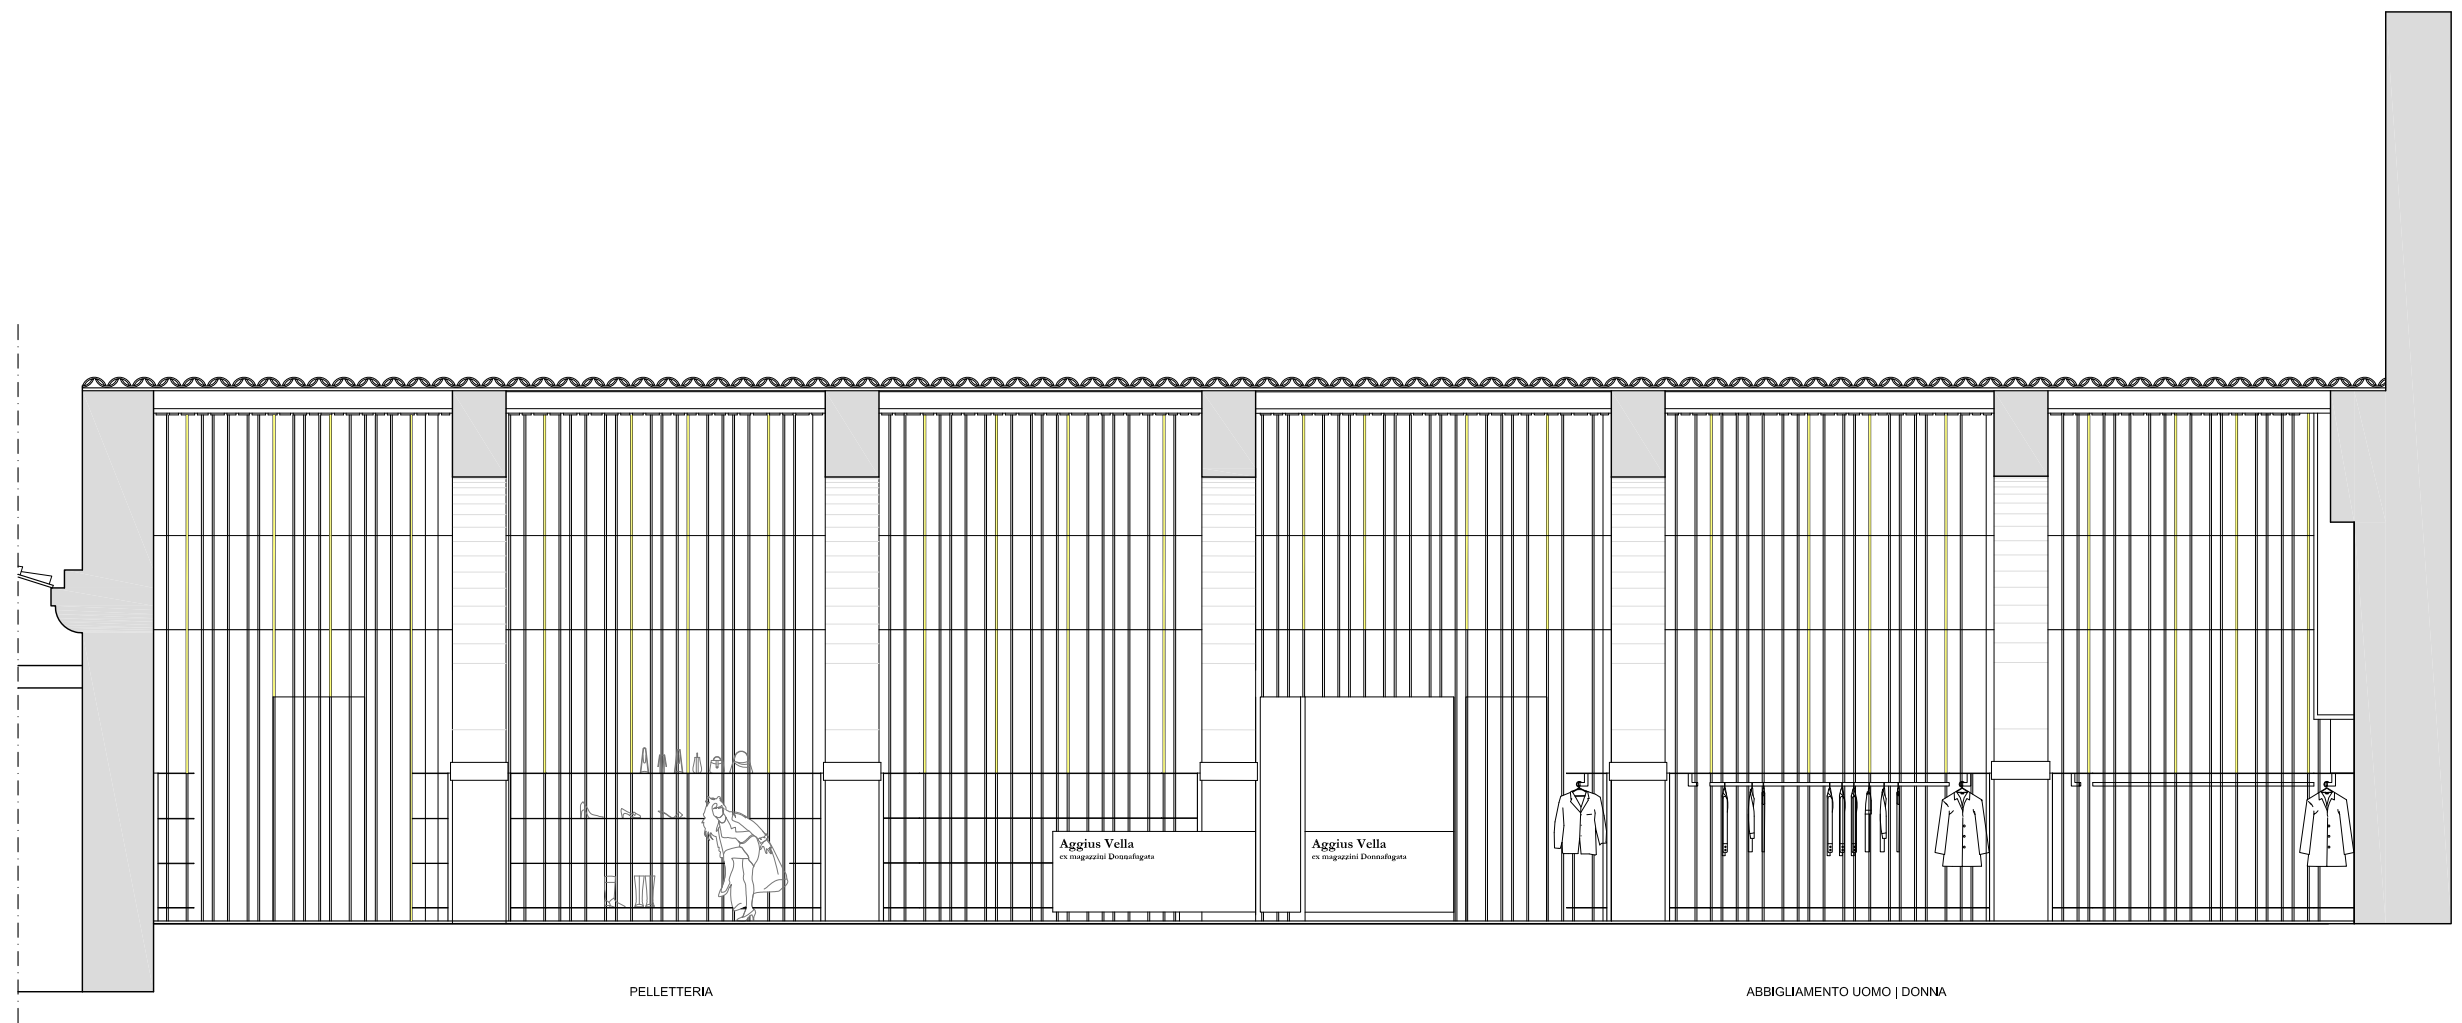 Aggius Vella
ex magazzini Donnafugata
Aggius Vella
ex magazzini Donnafugata
PELLETTERIA
ABBIGLIAMENTO UOMO | DONNA